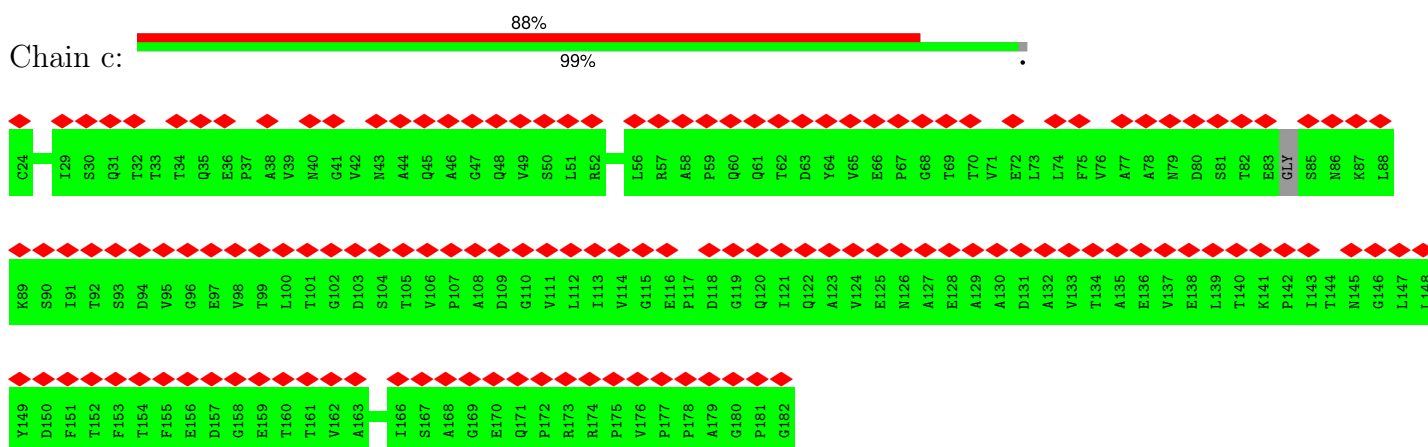 88%
Chain c:
99%
.
C24 I29 S30 Q31 T32 T33 T34 Q35 E36 P37 A38 V39 N40 G41 V42 N43 A44 Q45 A46 G47 Q48 V49 S50 L51 R52 L56 R57 A58 P59 Q60 Q61 T62 D63 Y64 V65 E66 P67 G68 T69 T70 V71 E72 L73 L74 F75 V76 A77 A78 N79 D80 S81 T82 E83 GLY S85 N86 K87 L88
K89 S90 I91 T92 S93 D94 V95 G96 E97 V98 T99 L100 T101 G102 D103 S104 T105 V106 P107 A108 D109 G110 V111 L112 I113 V114 G115 E116 P117 D118 G119 Q120 I121 Q122 A123 V124 E125 N126 A127 E128 A129 A130 D131 A132 V133 T134 A135 E136 V137 E138 L139 T140 K141 P142 I143 T144 N145 G146 L147 L148
Y149 D150 F151 T152 F153 T154 F155 E156 D157 G158 E159 T160 T161 V162 A163 I166 S167 A168 G169 E170 Q171 P172 R173 R174 P175 V176 P177 P178 A179 G180 P181 G182